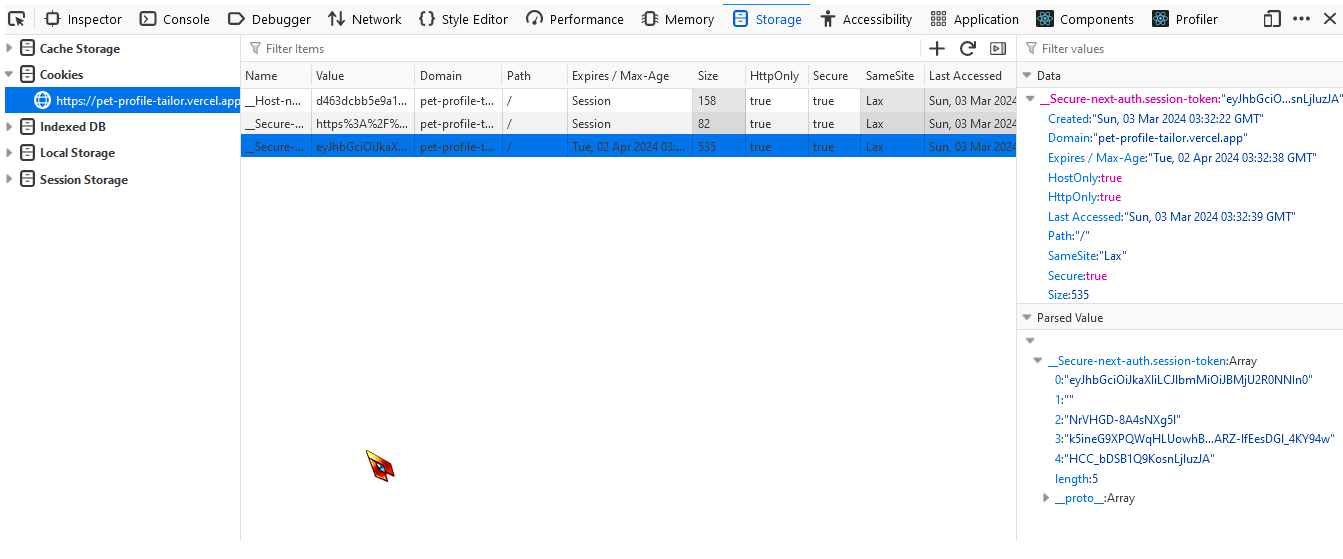 Inspector Console Debugger Network Style Editor Performance Memory Storage Accessibility Application Components Profiler
Cache Storage
Cookies
https://pet-profile-tailor.vercel.app
Indexed DB
Local Storage
Session Storage
Filter Items
Name Value Domain Path Expires / Max-Age Size HttpOnly Secure SameSite Last Accessed
__Host-n... d463dcbb5e9a1... pet-profile-t... / Session 158 true true Lax Sun, 03 Mar 2024
__Secure-... https%3A%2F%... pet-profile-t... / Session 82 true true Lax Sun, 03 Mar 2024
__Secure-... eyJhbGciOiJkaX... pet-profile-t... / Tue, 02 Apr 2024 03:... 535 true true Lax Sun, 03 Mar 2024
Filter values
Data
__Secure-next-auth.session-token:"eyJhbGciO...snLjIuzJA"
Created:"Sun, 03 Mar 2024 03:32:22 GMT"
Domain:"pet-profile-tailor.vercel.app"
Expires / Max-Age:"Tue, 02 Apr 2024 03:32:38 GMT"
HostOnly:true
HttpOnly:true
Last Accessed:"Sun, 03 Mar 2024 03:32:39 GMT"
Path:"/"
SameSite:"Lax"
Secure:true
Size:535
Parsed Value
__Secure-next-auth.session-token:Array
0:"eyJhbGciOiJkaXIiLCJlbmMiOiJBMjU2R0NNIn0"
1:""
2:"NrVHGD-8A4sNXg5I"
3:"k5ineG9XPQWqHLUowhB...ARZ-IfEesDGI_4KY94w"
4:"HCC_bDSB1Q9KosnLjIuzJA"
length:5
__proto__:Array